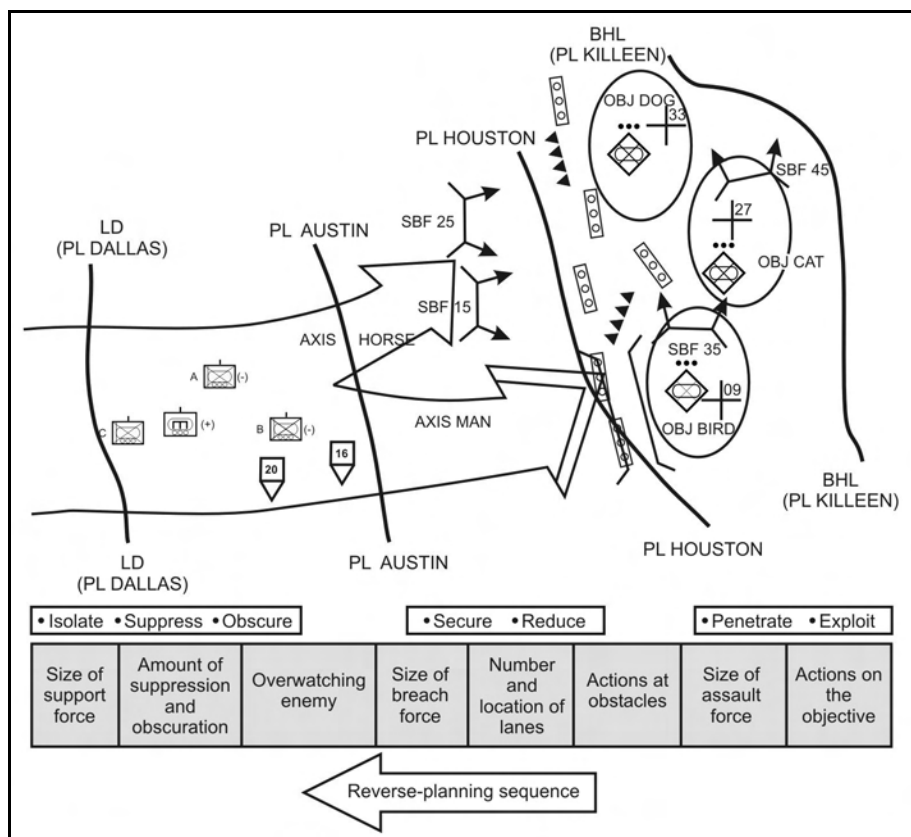 BHL
(PL KILLEEN)
OBJ DOG
33
PL HOUSTON
SBF 45
LD
(PL DALLAS)
PL AUSTIN
SBF 25
27
OBJ CAT
SBF 15
AXIS HORSE
SBF 35
A
(-)
C
E
(+)
B
(-)
AXIS MAN
09
OBJ BIRD
20
16
BHL
(PL KILLEEN)
LD
(PL DALLAS)
PL AUSTIN
PL HOUSTON
• Isolate • Suppress • Obscure
• Secure • Reduce
• Penetrate • Exploit
Size of
support
force
Amount of
suppression
and
obscuration
Overwatching
enemy
Size of
breach
force
Number
and
location of
lanes
Actions at
obstacles
Size of
assault
force
Actions on
the
objective
Reverse-planning sequence